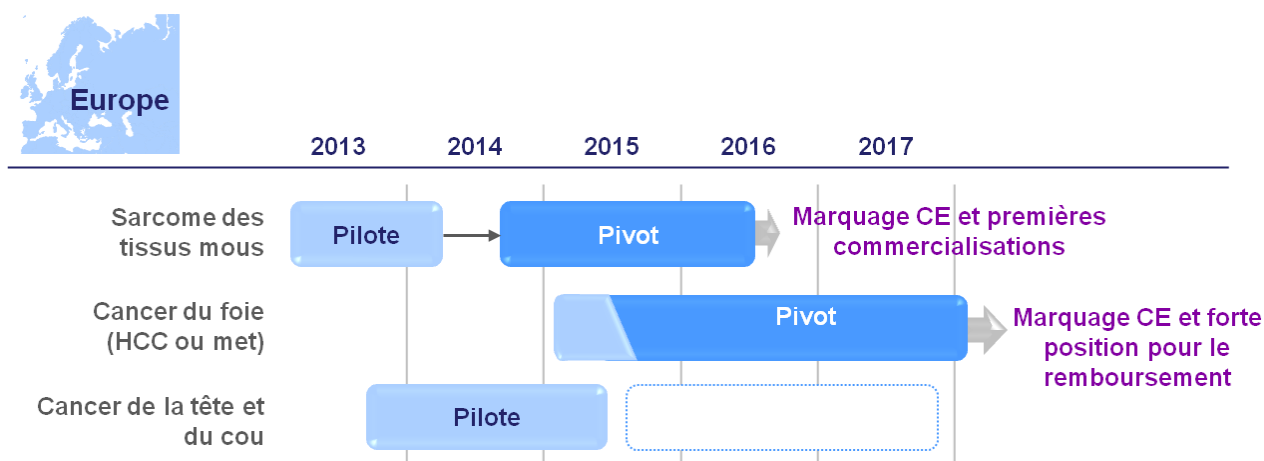 Europe
2013 2014 2015 2016 2017
Sarcome des
tissus mous
Pilote
Pivot
Marquage CE et premières
commercialisations
Cancer du foie
(HCC ou met)
Pivot
Marquage CE et forte
position pour le
remboursement
Cancer de la tête et
du cou
Pilote